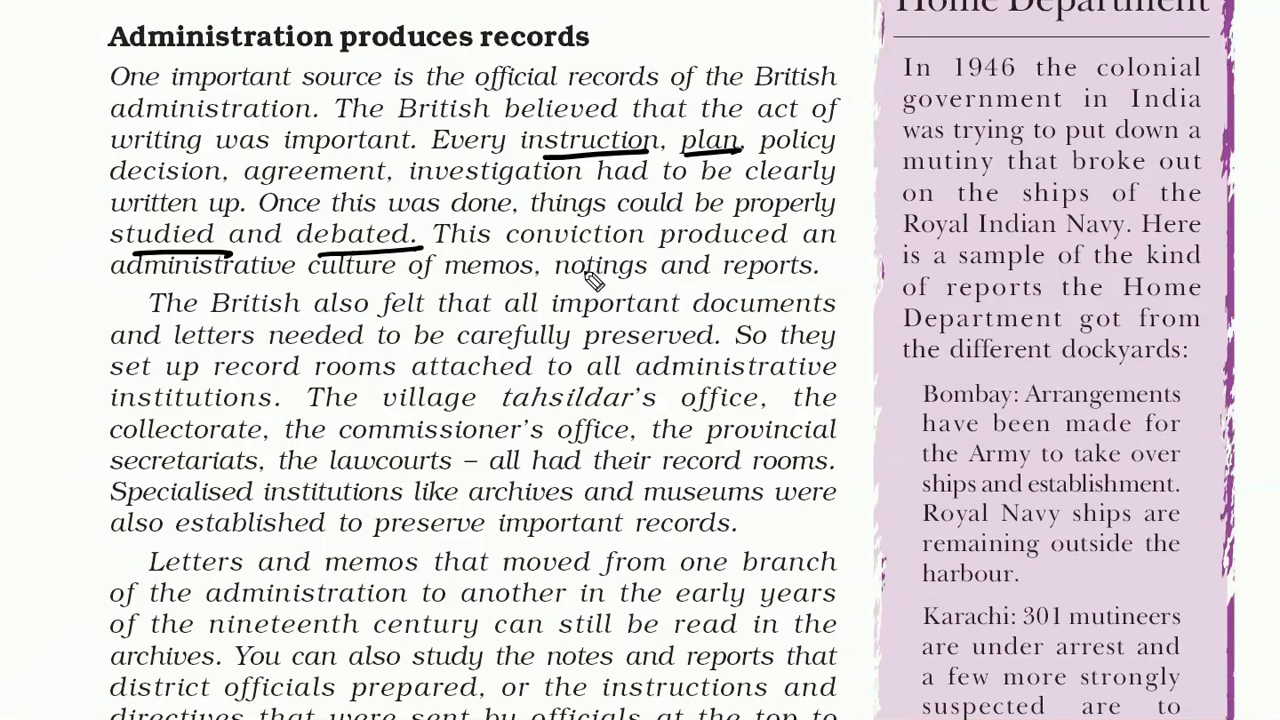 Administration produces records
One important source is the official records of the British
administration. The British believed that the act of
writing was important. Every instruction, plan, policy
decision, agreement, investigation had to be clearly
written up. Once this was done, things could be properly
studied and debated. This conviction produced an
administrative culture of memos, notings and reports.
The British also felt that all important documents
and letters needed to be carefully preserved. So they
set up record rooms attached to all administrative
institutions. The village tahsildar's office, the
collectorate, the commissioner's office, the provincial
secretariats, the lawcourts – all had their record rooms.
Specialised institutions like archives and museums were
also established to preserve important records.
Letters and memos that moved from one branch
of the administration to another in the early years
of the nineteenth century can still be read in the
archives. You can also study the notes and reports that
district officials prepared, or the instructions and
directives that were sent by officials at the top to
Home Department
In 1946 the colonial
government in India
was trying to put down a
mutiny that broke out
on the ships of the
Royal Indian Navy. Here
is a sample of the kind
of reports the Home
Department got from
the different dockyards:
Bombay: Arrangements
have been made for
the Army to take over
ships and establishment.
Royal Navy ships are
remaining outside the
harbour.
Karachi: 301 mutineers
are under arrest and
a few more strongly
suspected are to